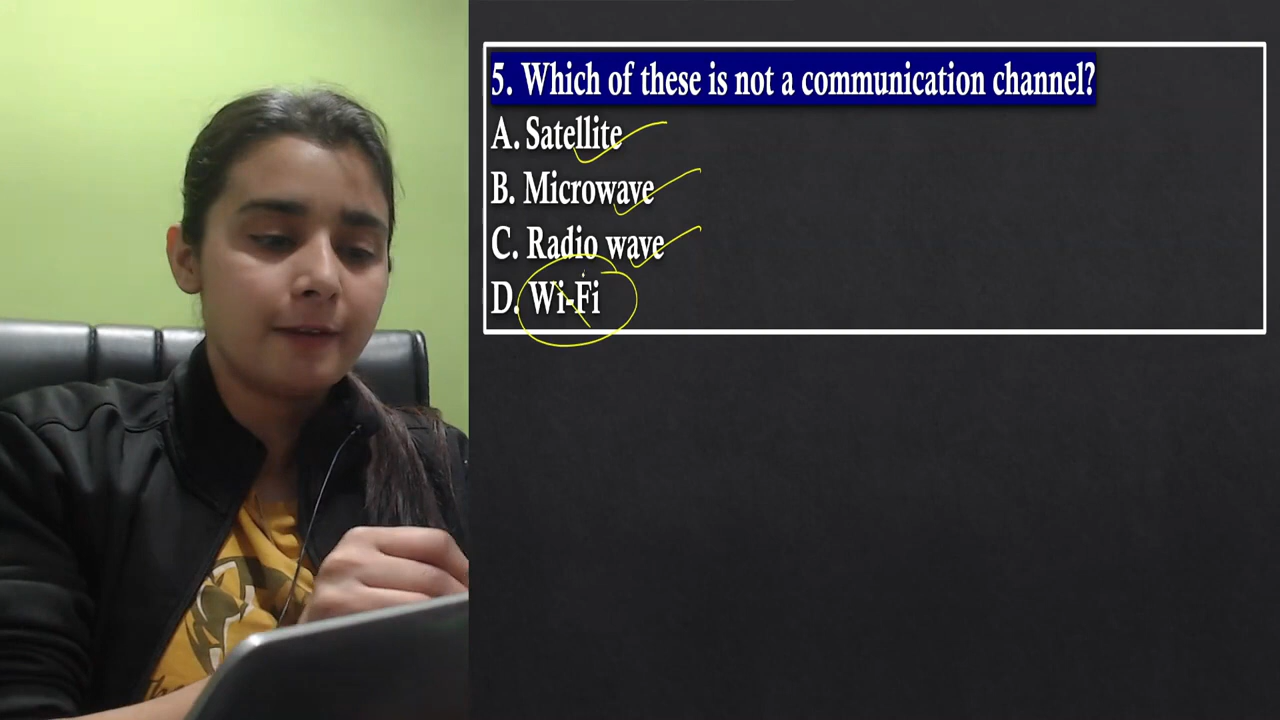 5. Which of these is not a communication channel?
A. Satellite
B. Microwave
C. Radio wave
D. Wi-Fi